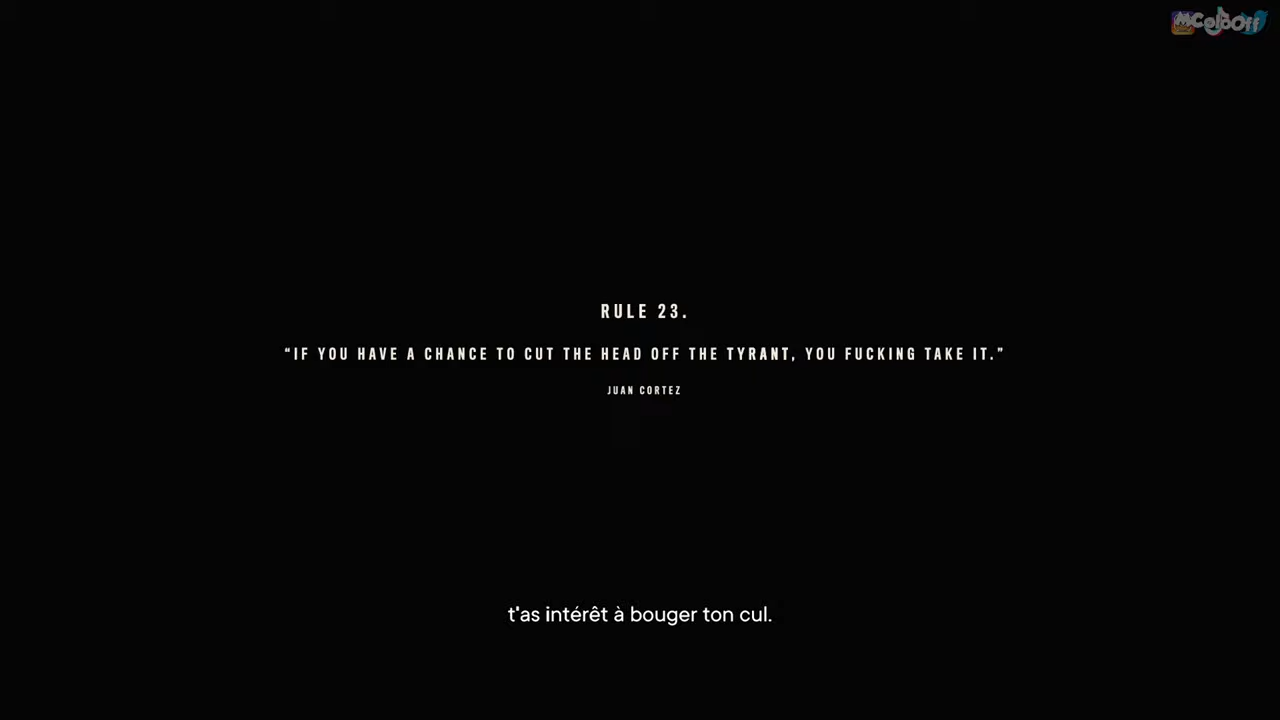 MCelaOff
RULE 23.
“IF YOU HAVE A CHANCE TO CUT THE HEAD OFF THE TYRANT, YOU FUCKING TAKE IT.”
JUAN CORTEZ
t'as intérêt à bouger ton cul.